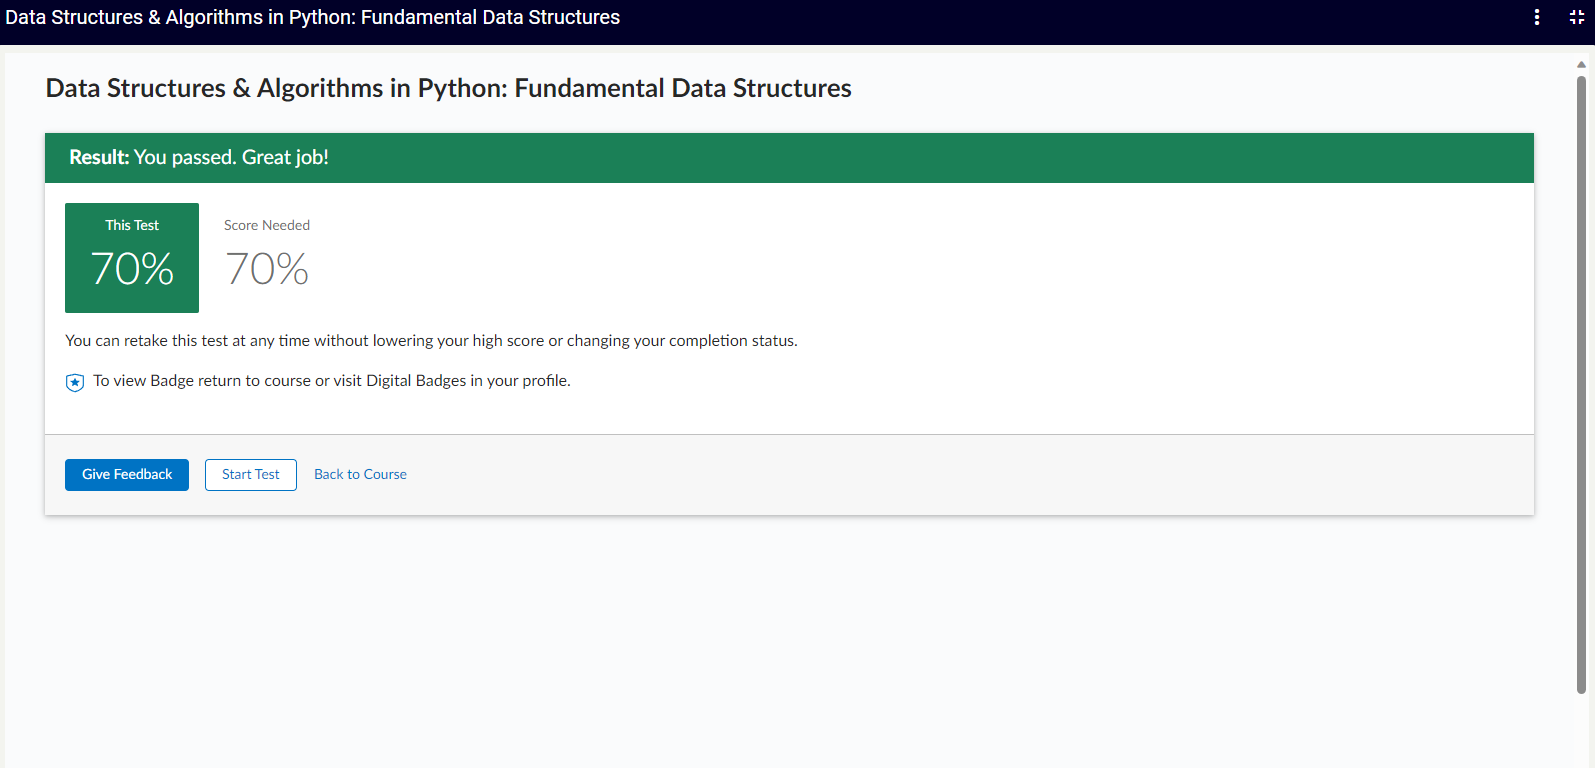 Data Structures & Algorithms in Python: Fundamental Data Structures
Data Structures & Algorithms in Python: Fundamental Data Structures
Result: You passed. Great job!
This Test
70%
Score Needed
70%
You can retake this test at any time without lowering your high score or changing your completion status.
To view Badge return to course or visit Digital Badges in your profile.
Give Feedback
Start Test
Back to Course